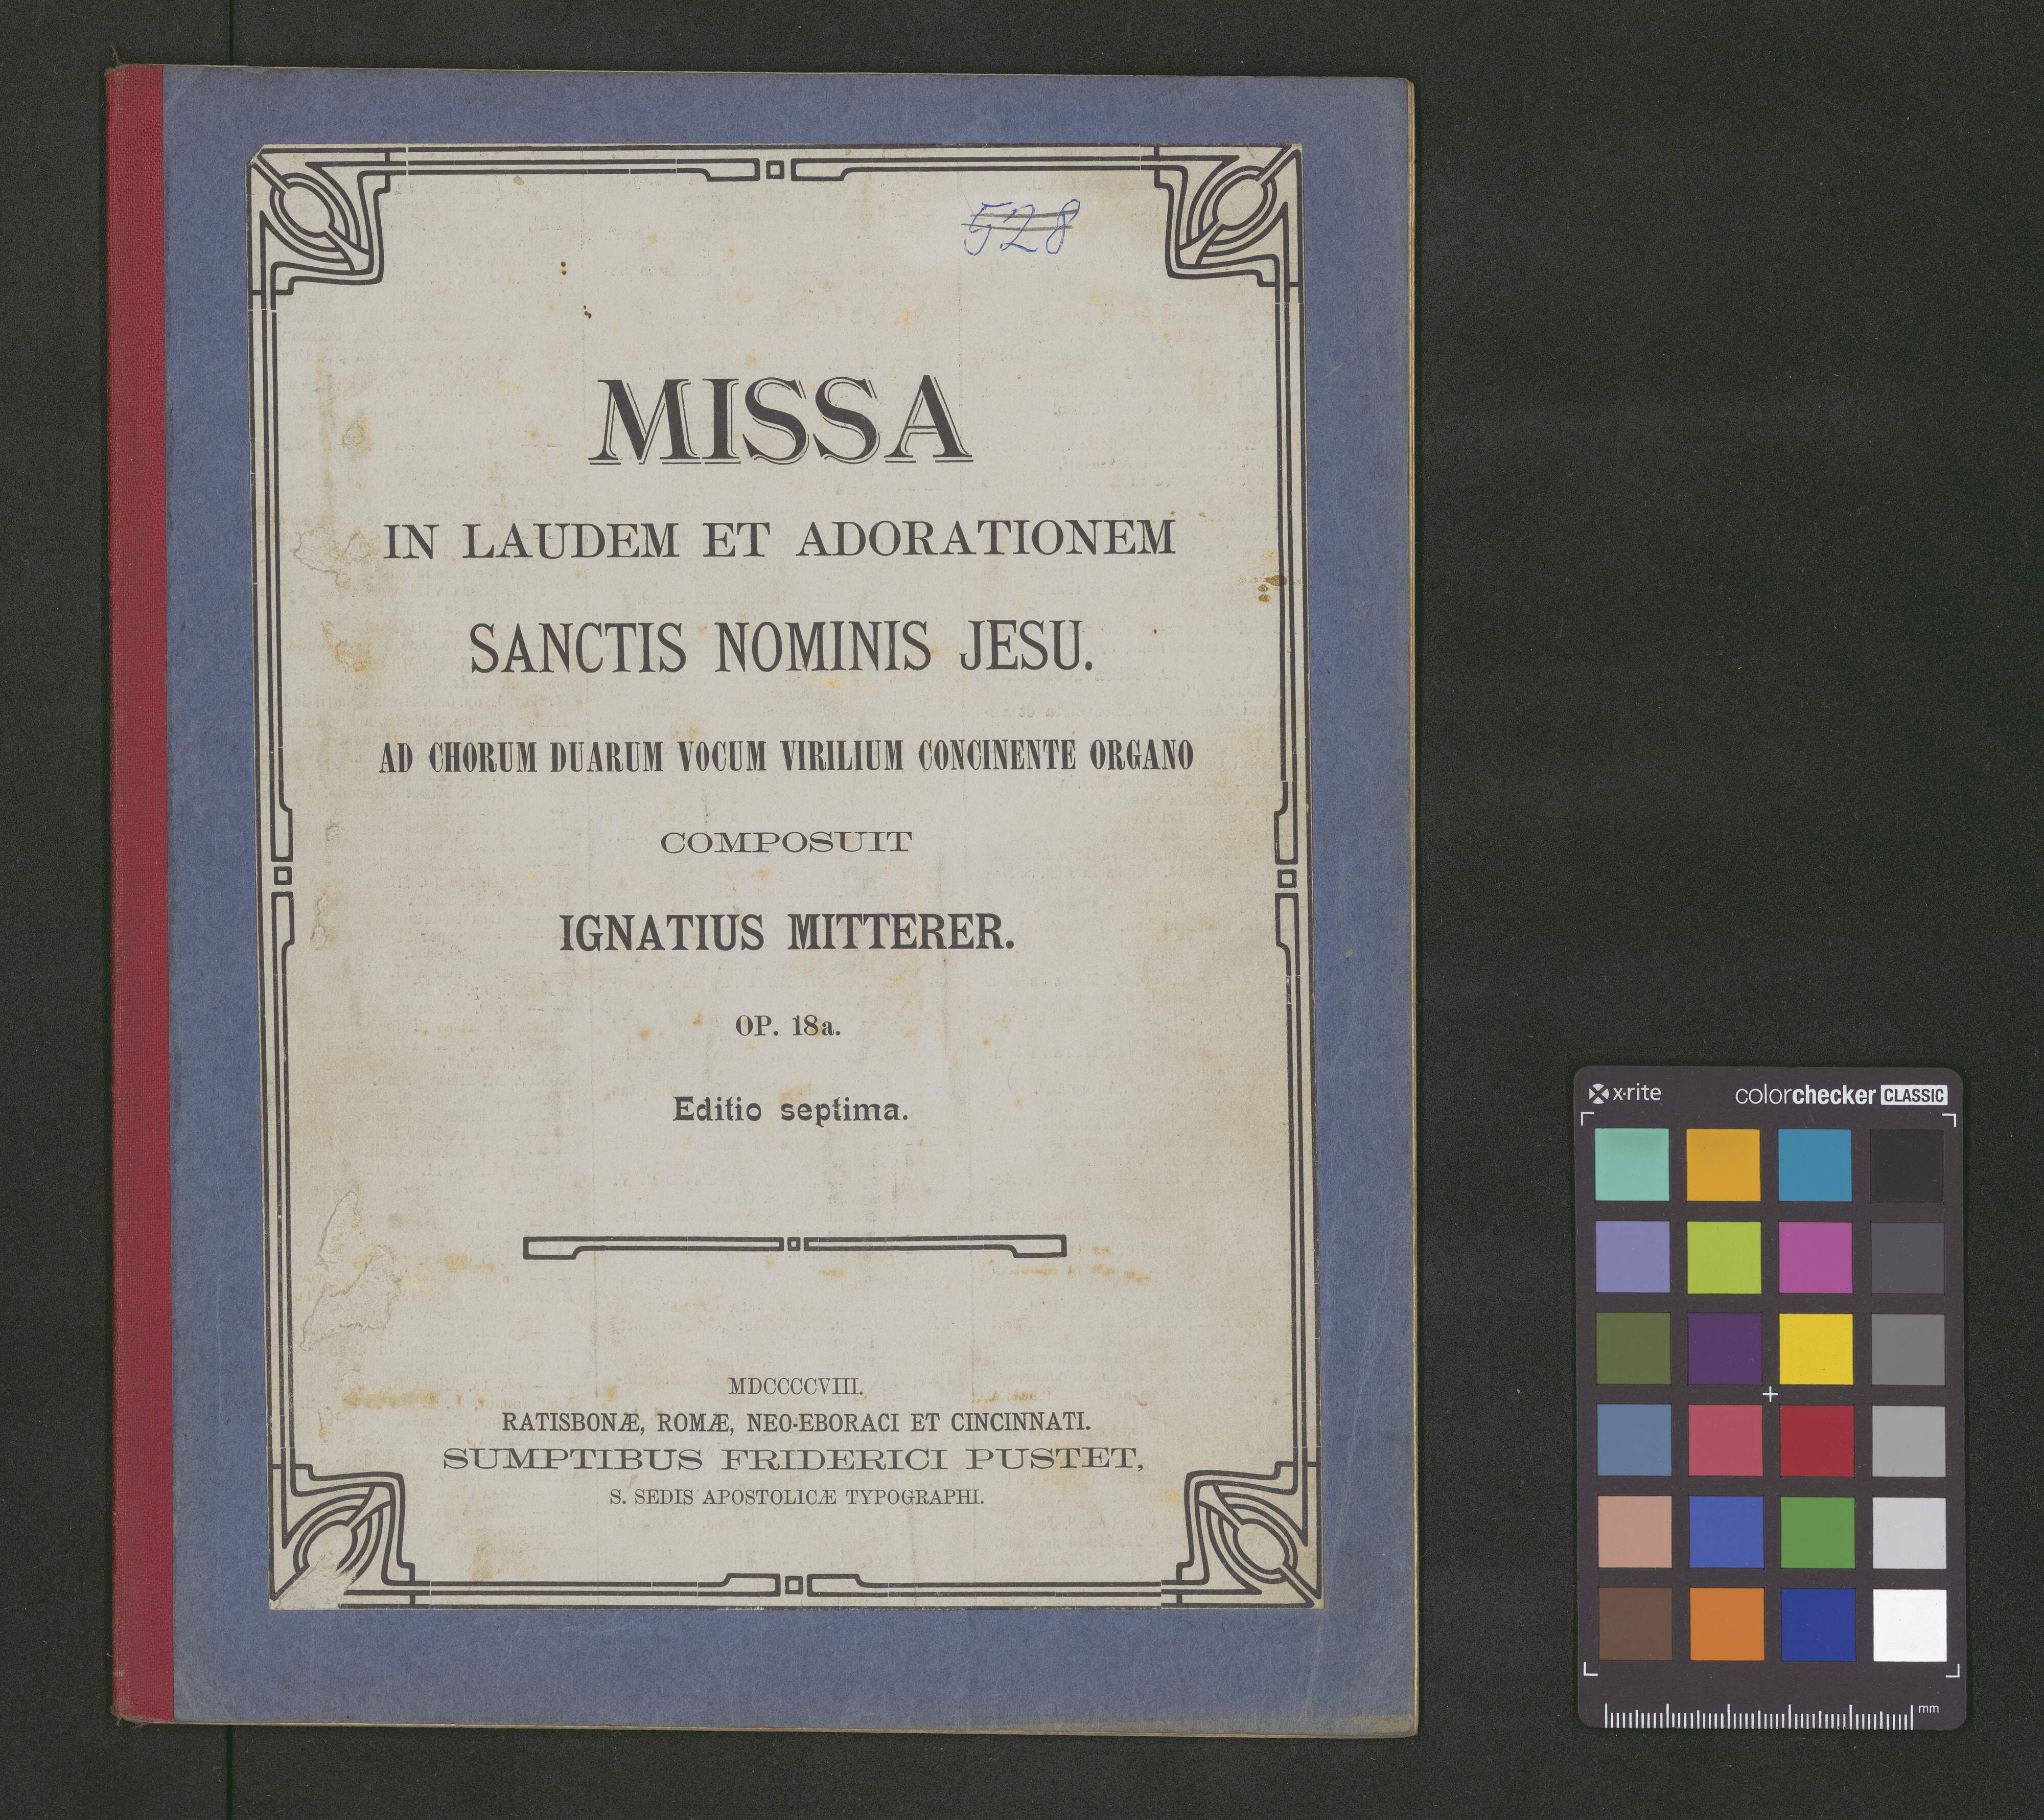 528
MISSA
IN LAUDEM ET ADORATIONEM
SANCTIS NOMINIS JESU.
AD CHORUM DUARUM VOCUM VIRILIUM CONCINENTE ORGANO
COMPOSUIT
IGNATIUS MITTERER.
OP. 18a.
Editio septima.
MDCCCCVIII.
RATISBONÆ, ROMÆ, NEO-EBORACI ET CINCINNATI.
SUMPTIBUS FRIDERICI PUSTET,
S. SEDIS APOSTOLICÆ TYPOGRAPHI.
x·rite colorchecker CLASSIC
mm